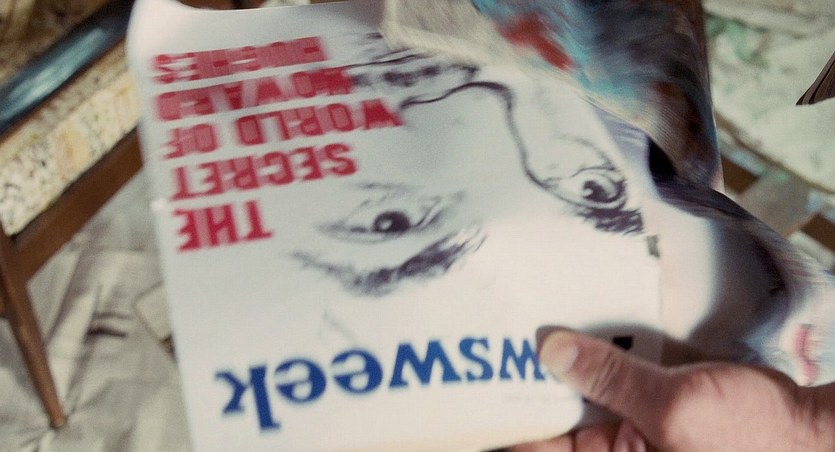 wsweek
THE
SECRET
WORLD OF
HOWARD
HUGHES